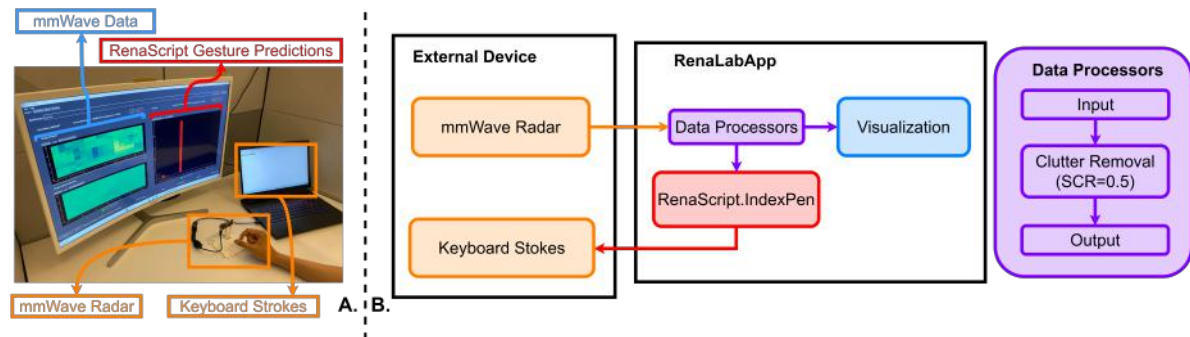 mmWave Data
RenaScript Gesture Predictions
mmWave Radar
Keyboard Strokes
A.
B.
External Device
mmWave Radar
Keyboard Stokes
RenaLabApp
Data Processors
Visualization
RenaScript.IndexPen
Data Processors
Input
Clutter Removal
(SCR=0.5)
Output